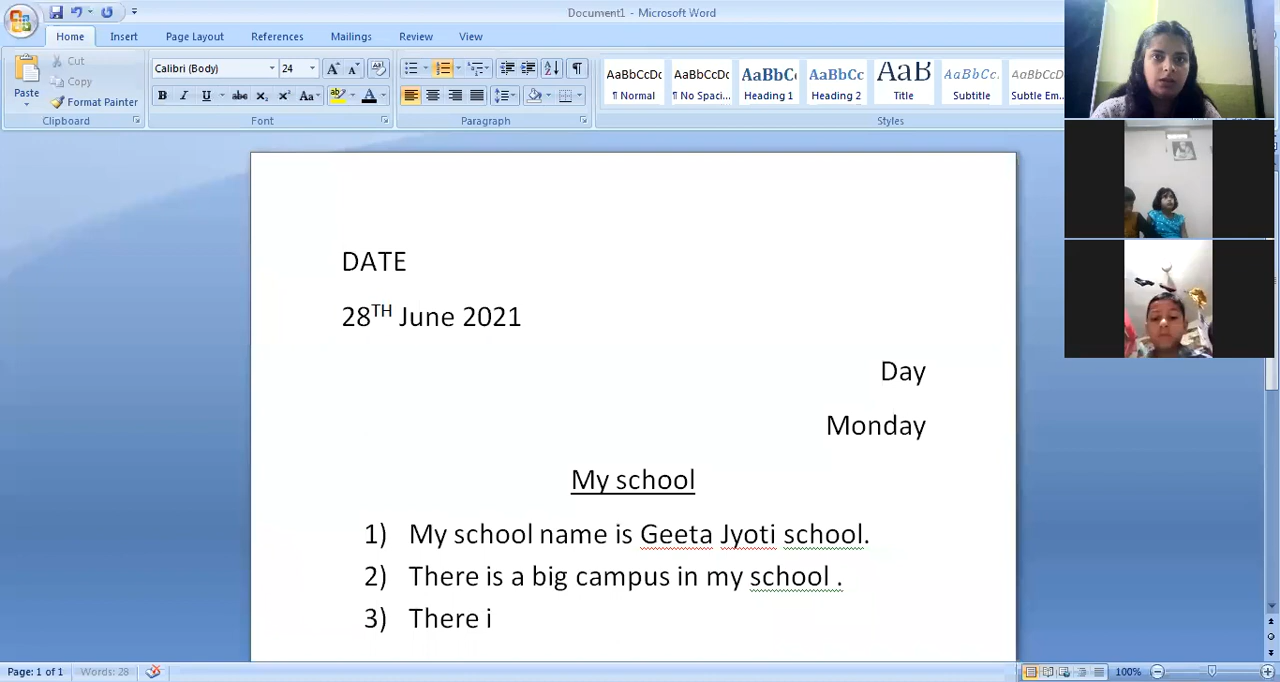 Document1 - Microsoft Word
Home Insert Page Layout References Mailings Review View
Paste
Cut
Copy
Format Painter
Clipboard
Calibri (Body) 24
Font
Paragraph
AaBbCcDc AaBbCcDc AaBbC AaBbCc AaB AaBbCc. AaBbCcDc
¶ Normal ¶ No Spaci... Heading 1 Heading 2 Title Subtitle Subtle Em...
Styles
DATE
28TH June 2021
Day
Monday
My school
1) My school name is Geeta Jyoti school.
2) There is a big campus in my school .
3) There i
Page: 1 of 1 Words: 28 100%